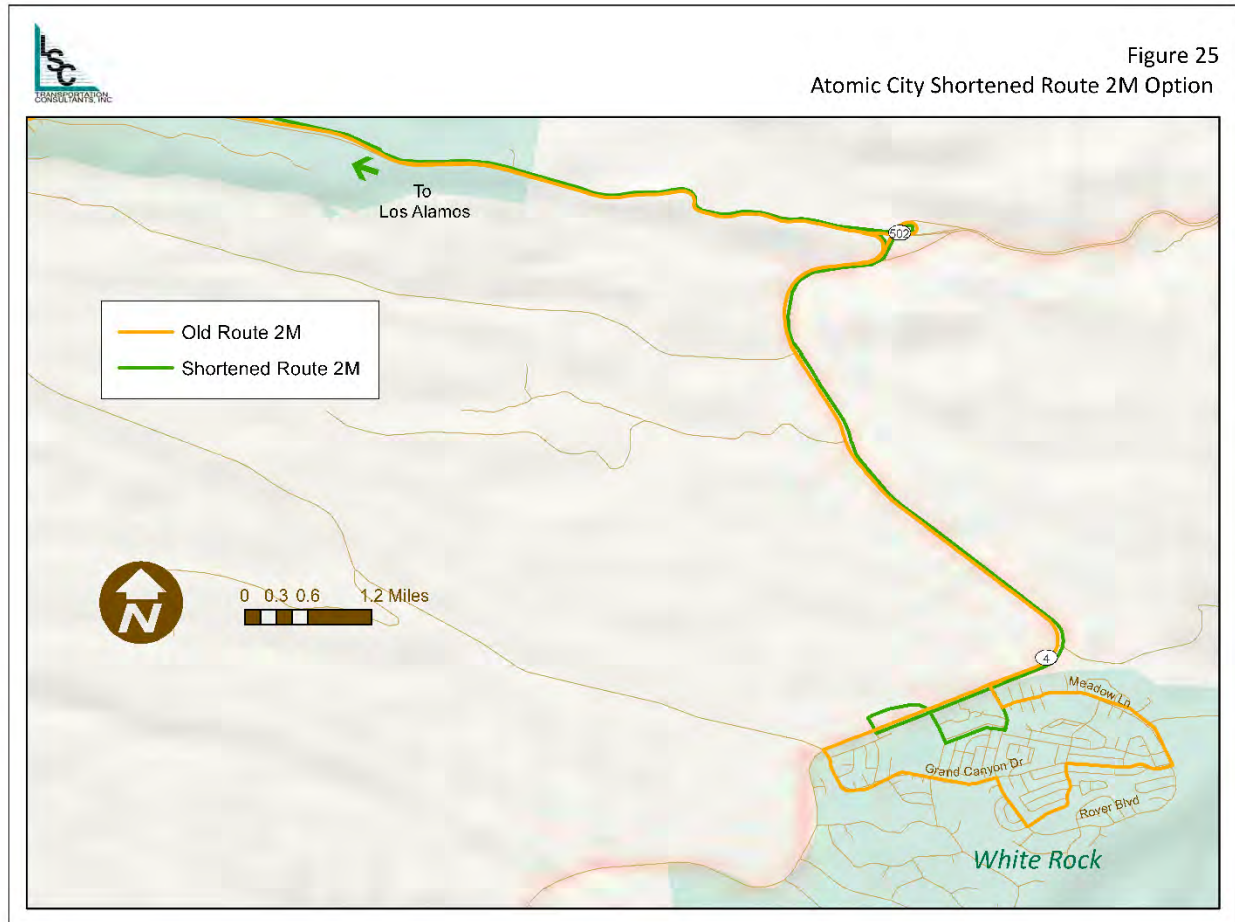 LSC
TRANSPORTATION
CONSULTANTS, INC
Figure 25
Atomic City Shortened Route 2M Option
To
Los Alamos
502
Old Route 2M
Shortened Route 2M
N
0 0.3 0.6 1.2 Miles
4
Meadow Ln
Grand Canyon Dr
Rover Blvd
White Rock